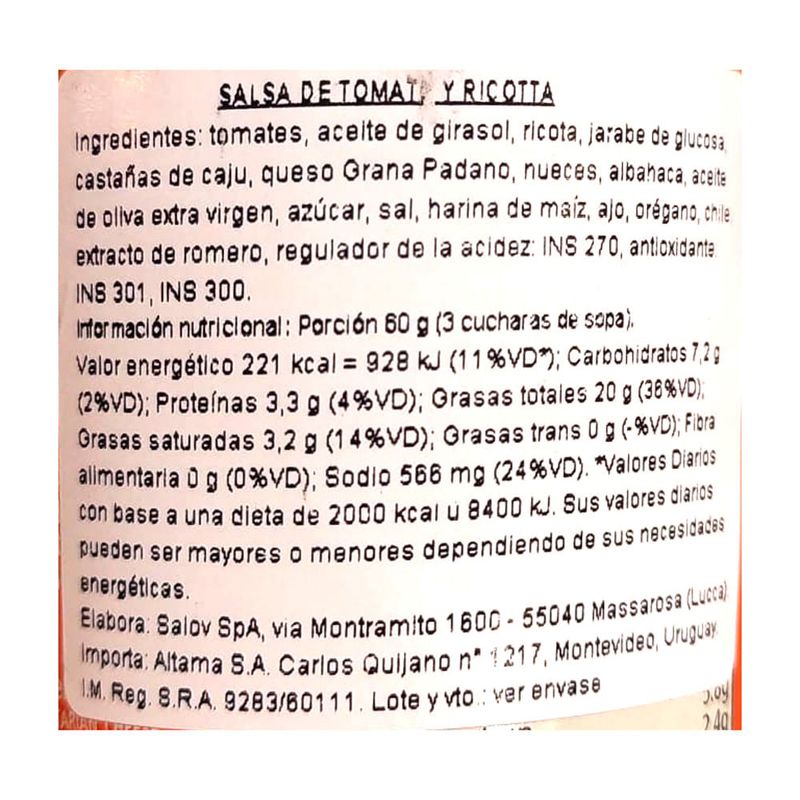 SALSA DE TOMATE Y RICOTTA
Ingredientes: tomates, aceite de girasol, ricota, jarabe de glucosa,
castañas de caju, queso Grana Padano, nueces, albahaca, aceite
de oliva extra virgen, azúcar, sal, harina de maíz, ajo, orégano, chile,
extracto de romero, regulador de la acidez: INS 270, antioxidante:
INS 301, INS 300.
Información nutricional: Porción 60 g (3 cucharas de sopa).
Valor energético 221 kcal = 928 kJ (11%VD*); Carbohidratos 7,2 g
(2%VD); Proteínas 3,3 g (4%VD); Grasas totales 20 g (36%VD);
Grasas saturadas 3,2 g (14%VD); Grasas trans 0 g (-%VD); Fibra
alimentaria 0 g (0%VD); Sodio 566 mg (24%VD). *Valores Diarios
con base a una dieta de 2000 kcal u 8400 kJ. Sus valores diarios
pueden ser mayores o menores dependiendo de sus necesidades
energéticas.
Elabora: Salov SpA, via Montramito 1600 - 55040 Massarosa (Lucca)
Importa: Altama S.A. Carlos Quijano n° 1217, Montevideo, Uruguay.
I.M. Reg. S.R.A. 9283/60111. Lote y vto.: ver envase
2.4g